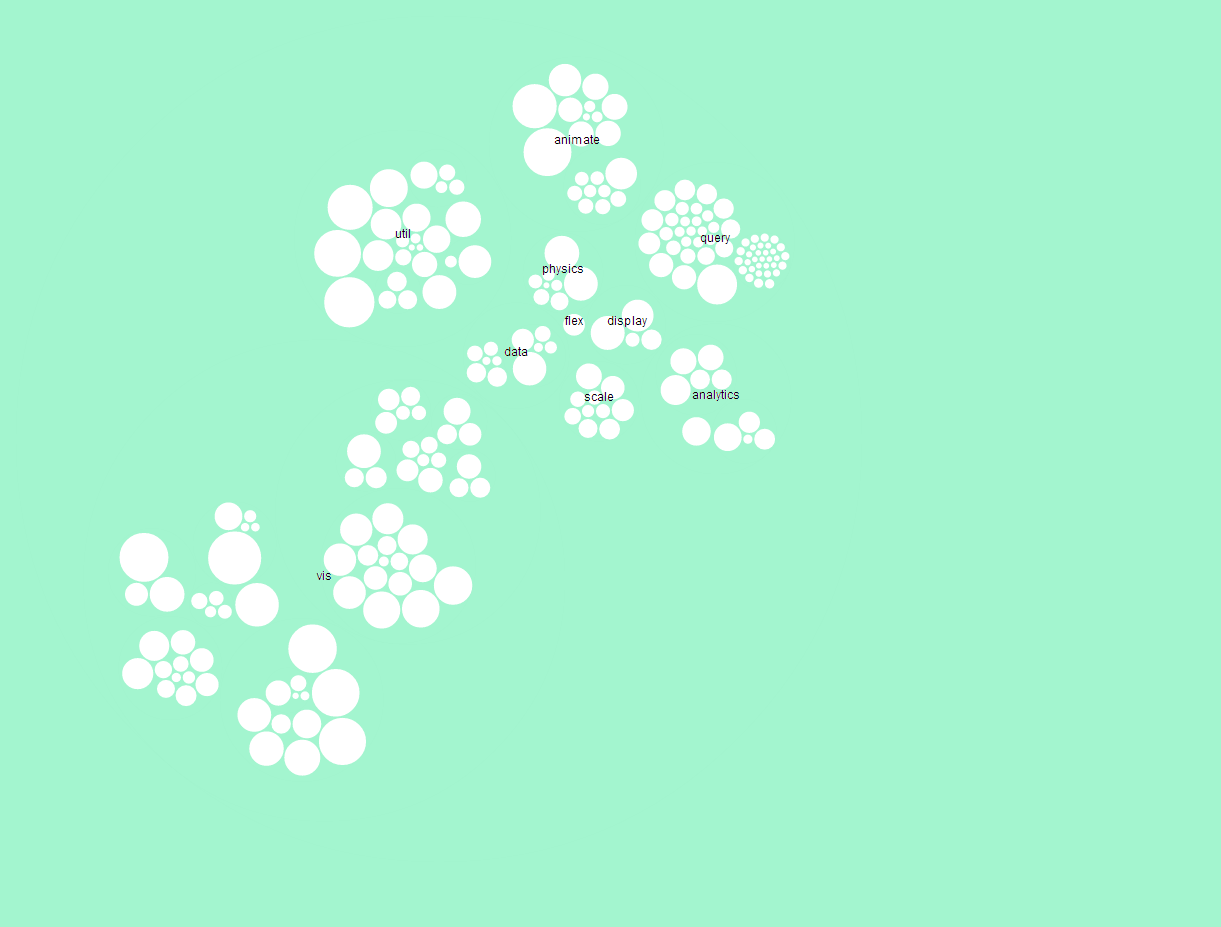 animate
util
query
physics
flex
display
data
scale
analytics
vis